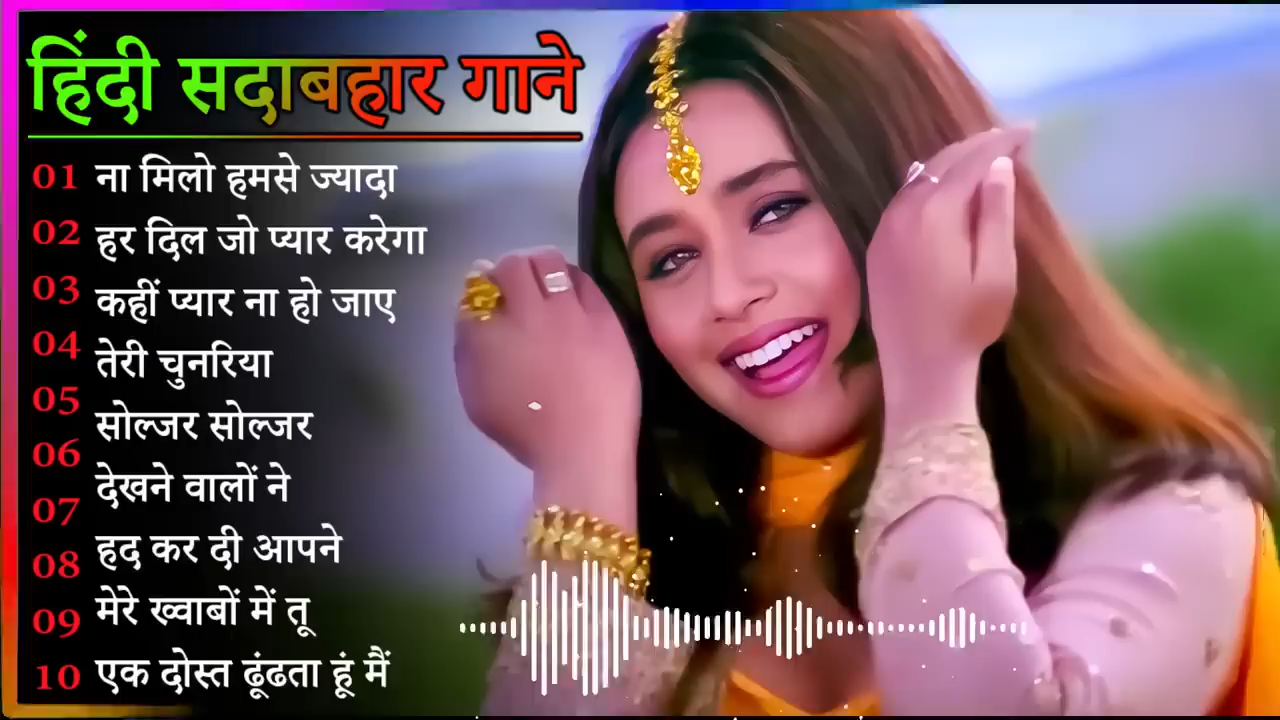 हिंदी सदाबहार गाने
01 ना मिलो हमसे ज्यादा
02 हर दिल जो प्यार करेगा
03 कहीं प्यार ना हो जाए
04 तेरी चुनरिया
05 सोल्जर सोल्जर
06 देखने वालों ने
07 हद कर दी आपने
08 मेरे ख्वाबों में तू
09 एक दोस्त ढूंढता हूं मैं
10